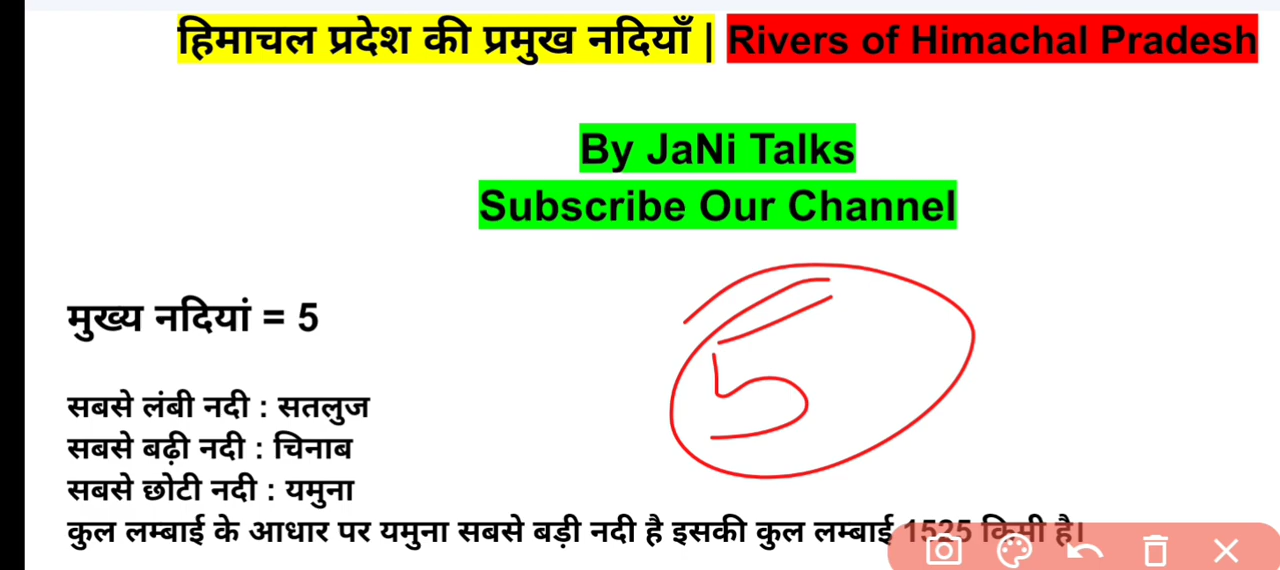 हिमाचल प्रदेश की प्रमुख नदियाँ | Rivers of Himachal Pradesh
By JaNi Talks
Subscribe Our Channel
मुख्य नदियां = 5
5
सबसे लंबी नदी : सतलुज
सबसे बढ़ी नदी : चिनाब
सबसे छोटी नदी : यमुना
कुल लम्बाई के आधार पर यमुना सबसे बड़ी नदी है इसकी कुल लम्बाई 1525 किमी है।